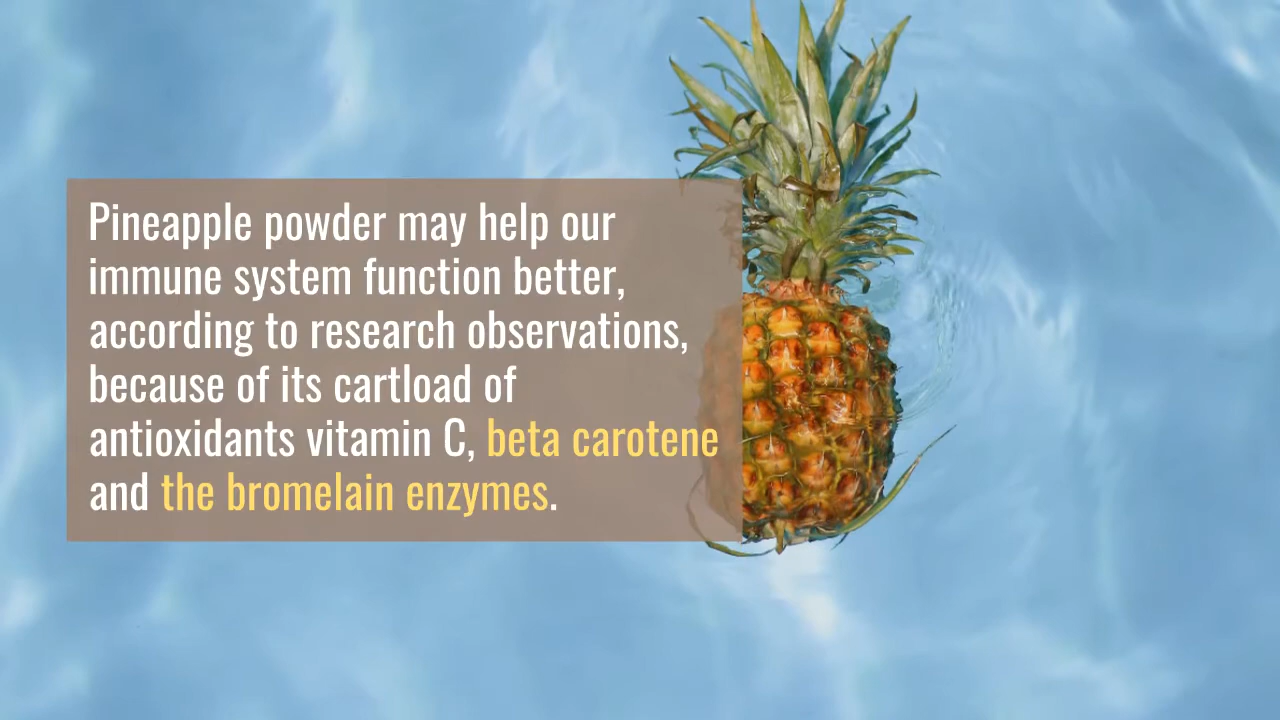 Pineapple powder may help our
immune system function better,
according to research observations,
because of its cartload of
antioxidants vitamin C, beta carotene
and the bromelain enzymes.